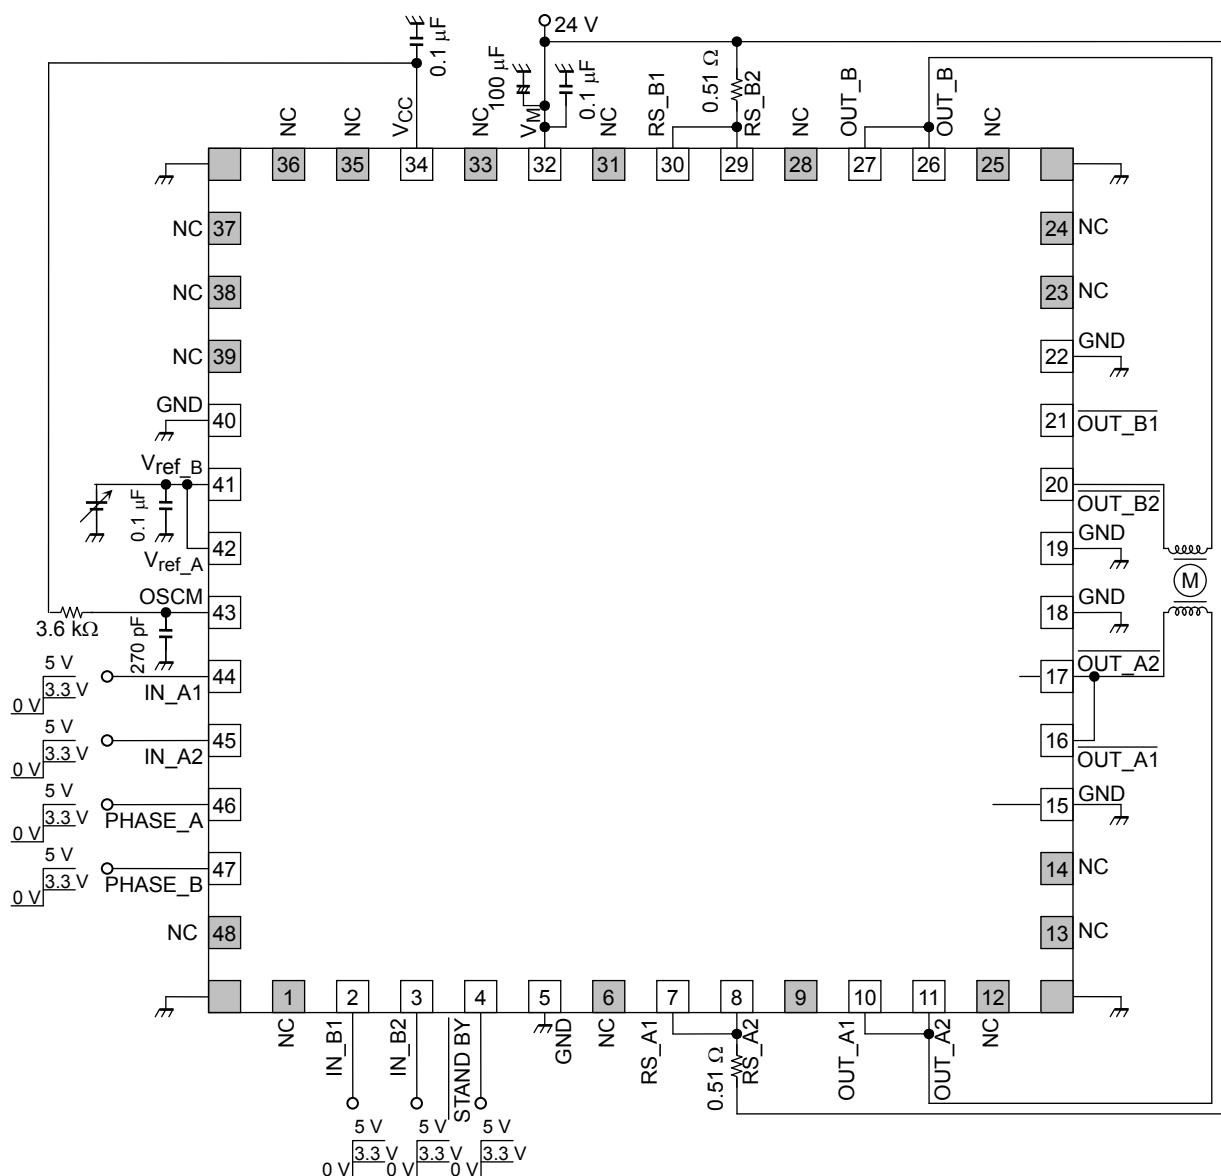 24 V
0.1 μF
100 μF
0.1 μF
0.51 Ω
NC
NC
VCC
NC
VM
NC
RS_B1
RS_B2
NC
OUT_B
OUT_B
NC
36
35
34
33
32
31
30
29
28
27
26
25
NC 37
NC 38
NC 39
GND
40
Vref_B
41
0.1 μF
42
Vref_A
OSCM
43
3.6 kΩ
270 pF
5 V
3.3 V
0 V
44
IN_A1
5 V
3.3 V
0 V
45
IN_A2
5 V
3.3 V
0 V
46
PHASE_A
5 V
3.3 V
0 V
47
PHASE_B
NC 48
24 NC
23 NC
GND
22
21 OUT_B1
20
OUT_B2
GND
19
M
GND
18
17 OUT_A2
16
OUT_A1
15 GND
14 NC
13 NC
1
2
3
4
5
6
7
8
9
10
11
12
NC
IN_B1
IN_B2
STAND BY
GND
NC
RS_A1
0.51 Ω
RS_A2
OUT_A1
OUT_A2
NC
5 V
3.3 V
0 V
5 V
3.3 V
0 V
5 V
3.3 V
0 V